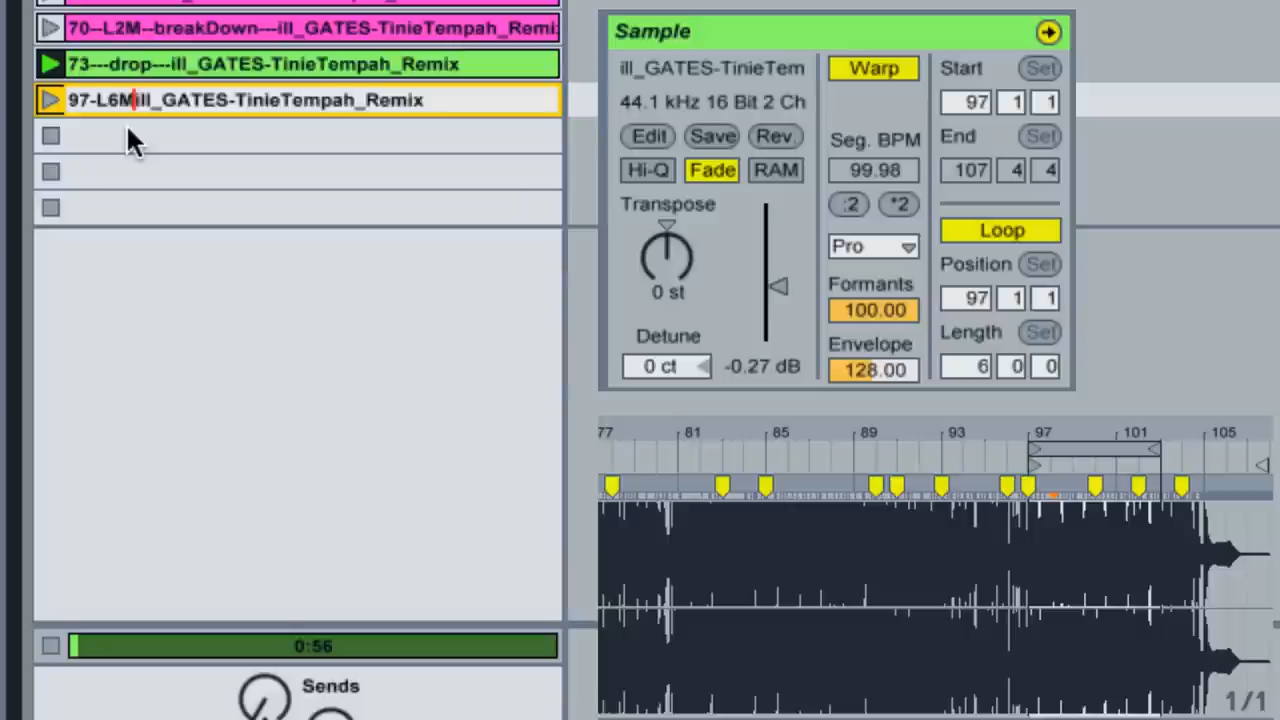 70--L2M--breakDown---ill_GATES-TinieTempah_Remi
73---drop---ill_GATES-TinieTempah_Remix
97-L6Mill_GATES-TinieTempah_Remix
0:56
Sends
Sample
ill_GATES-TinieTem
44.1 kHz 16 Bit 2 Ch
Edit Save Rev.
Hi-Q Fade RAM
Transpose
0 st
Detune
0 ct -0.27 dB
Warp
Seg. BPM
99.98
:2 *2
Pro
Formants
100.00
Envelope
128.00
Start Set
97 1 1
End Set
107 4 4
Loop
Position Set
97 1 1
Length Set
6 0 0
77 81 85 89 93 97 101 105
1/1